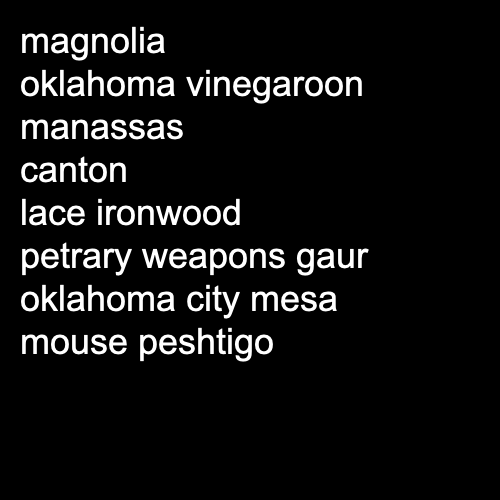 magnolia
oklahoma vinegaroon
manassas
canton
lace ironwood
petrary weapons gaur
oklahoma city mesa
mouse peshtigo